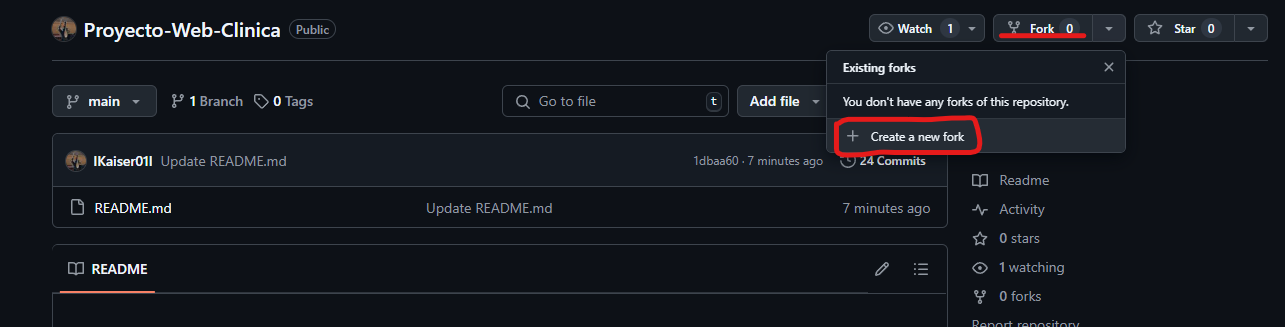 Proyecto-Web-Clinica Public
Watch 1 Fork 0 Star 0
Existing forks
You don't have any forks of this repository.
Create a new fork
main 1 Branch 0 Tags Go to file t Add file
IKaiser01I Update README.md 1dbaa60 · 7 minutes ago 24 Commits
README.md Update README.md 7 minutes ago
README
Readme
Activity
0 stars
1 watching
0 forks
Report repository